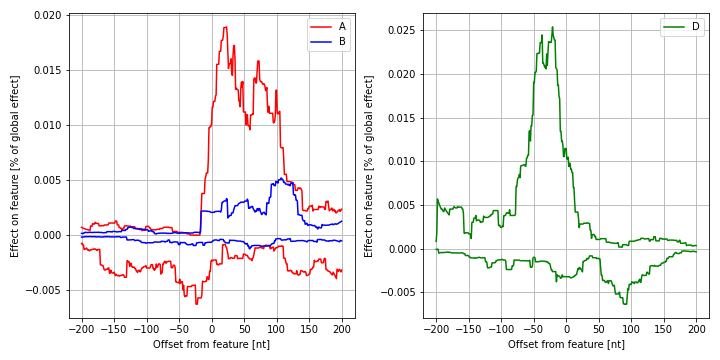 0.020
0.015
0.010
0.005
0.000
−0.005
Effect on feature [% of global effect]
−200 −150 −100 −50 0 50 100 150 200
Offset from feature [nt]
A
B
0.025
0.020
0.015
0.010
0.005
0.000
−0.005
Effect on feature [% of global effect]
−200 −150 −100 −50 0 50 100 150 200
Offset from feature [nt]
D